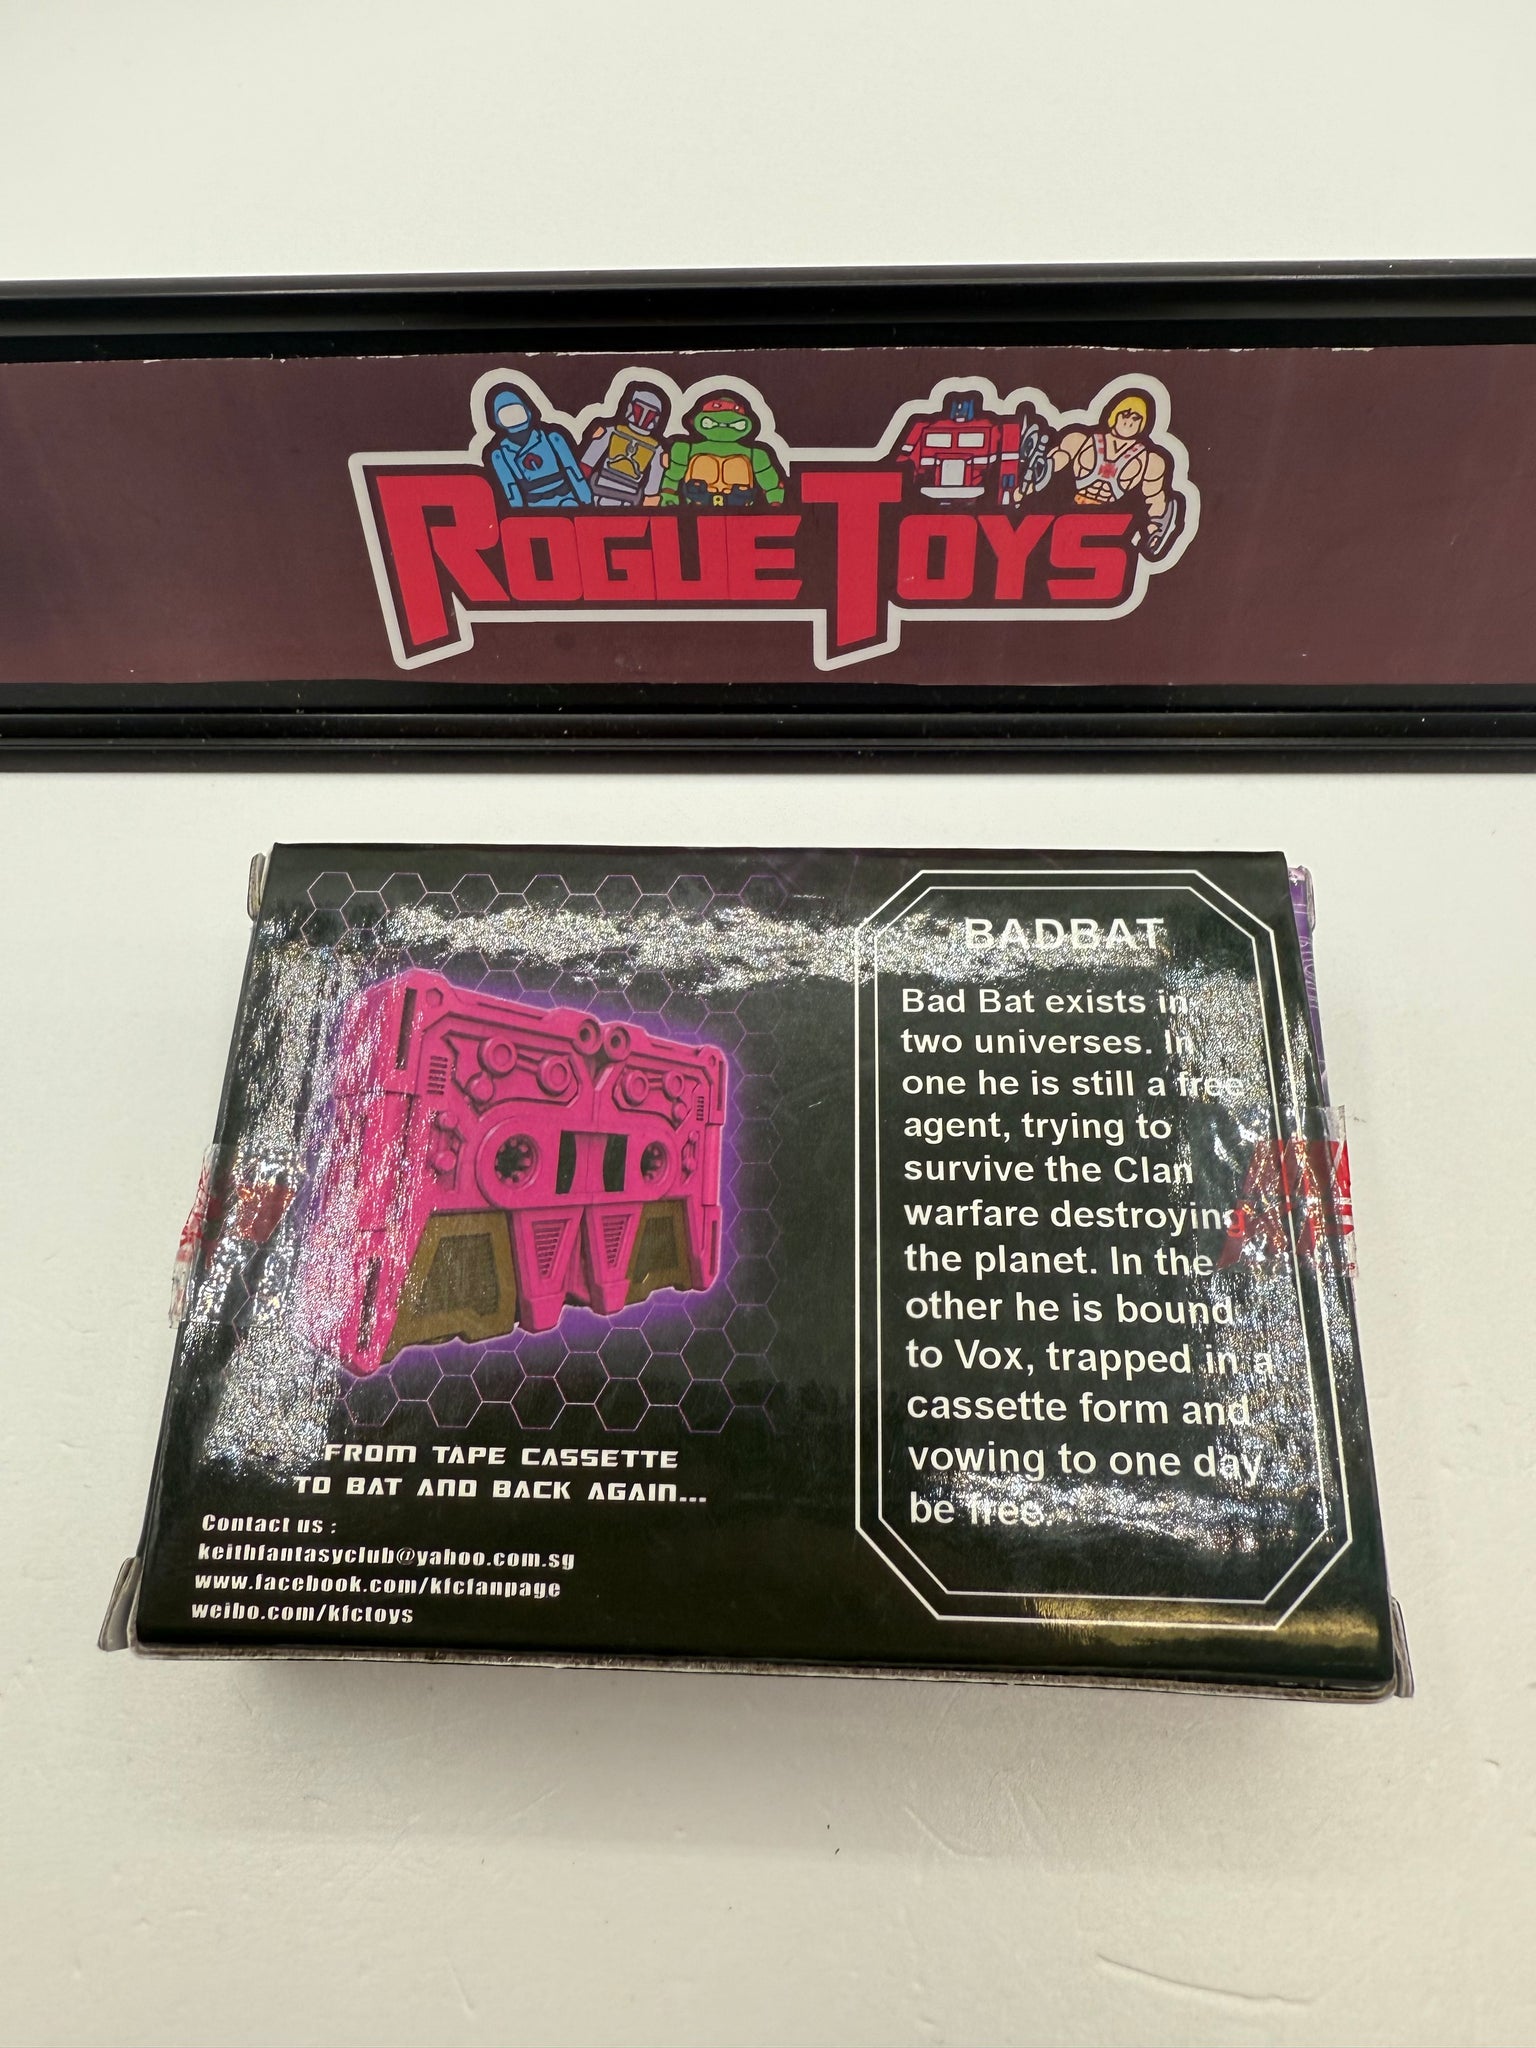 ROGUE TOYS
BADBAT
Bad Bat exists in
two universes. In
one he is still a free
agent, trying to
survive the Clan
warfare destroying
the planet. In the
other he is bound
to Vox, trapped in a
cassette form and
vowing to one day
be free.
FROM TAPE CASSETTE
TO BAT AND BACK AGAIN...
Contact us :
keithfantasyclub@yahoo.com.sg
www.facebook.com/kfcfanpage
weibo.com/kfctoys